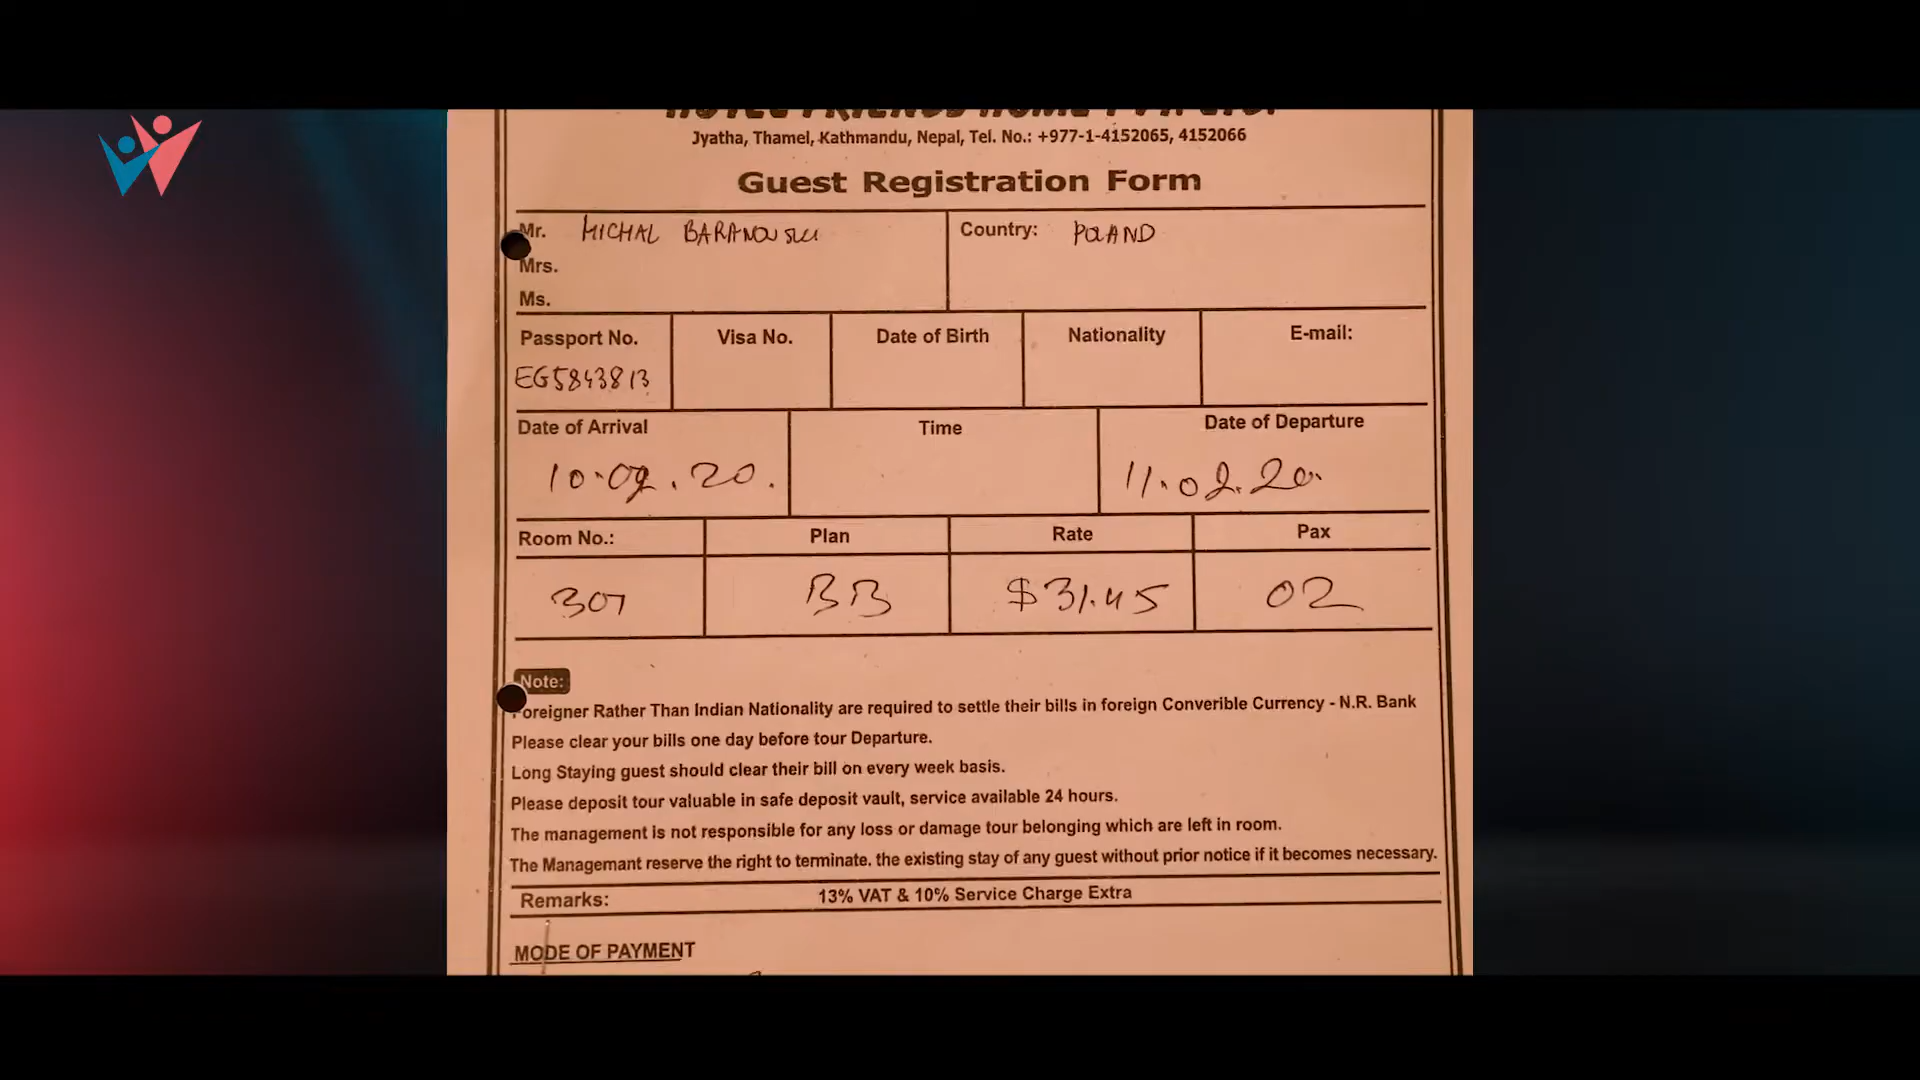 HOTEL FRIENDS HOME PVT. LTD.
Jyatha, Thamel, Kathmandu, Nepal, Tel. No.: +977-1-4152065, 4152066
Guest Registration Form
Mr. MICHAL BARANOWSKI Country: POLAND
Mrs.
Ms.
Passport No. Visa No. Date of Birth Nationality E-mail:
EG5843813
Date of Arrival Time Date of Departure
10.02.20. 11.02.20.
Room No.: Plan Rate Pax
307 BB $31.45 02
Note:
Foreigner Rather Than Indian Nationality are required to settle their bills in foreign Converible Currency - N.R. Bank
Please clear your bills one day before tour Departure.
Long Staying guest should clear their bill on every week basis.
Please deposit tour valuable in safe deposit vault, service available 24 hours.
The management is not responsible for any loss or damage tour belonging which are left in room.
The Managemant reserve the right to terminate. the existing stay of any guest without prior notice if it becomes necessary.
Remarks: 13% VAT & 10% Service Charge Extra
MODE OF PAYMENT